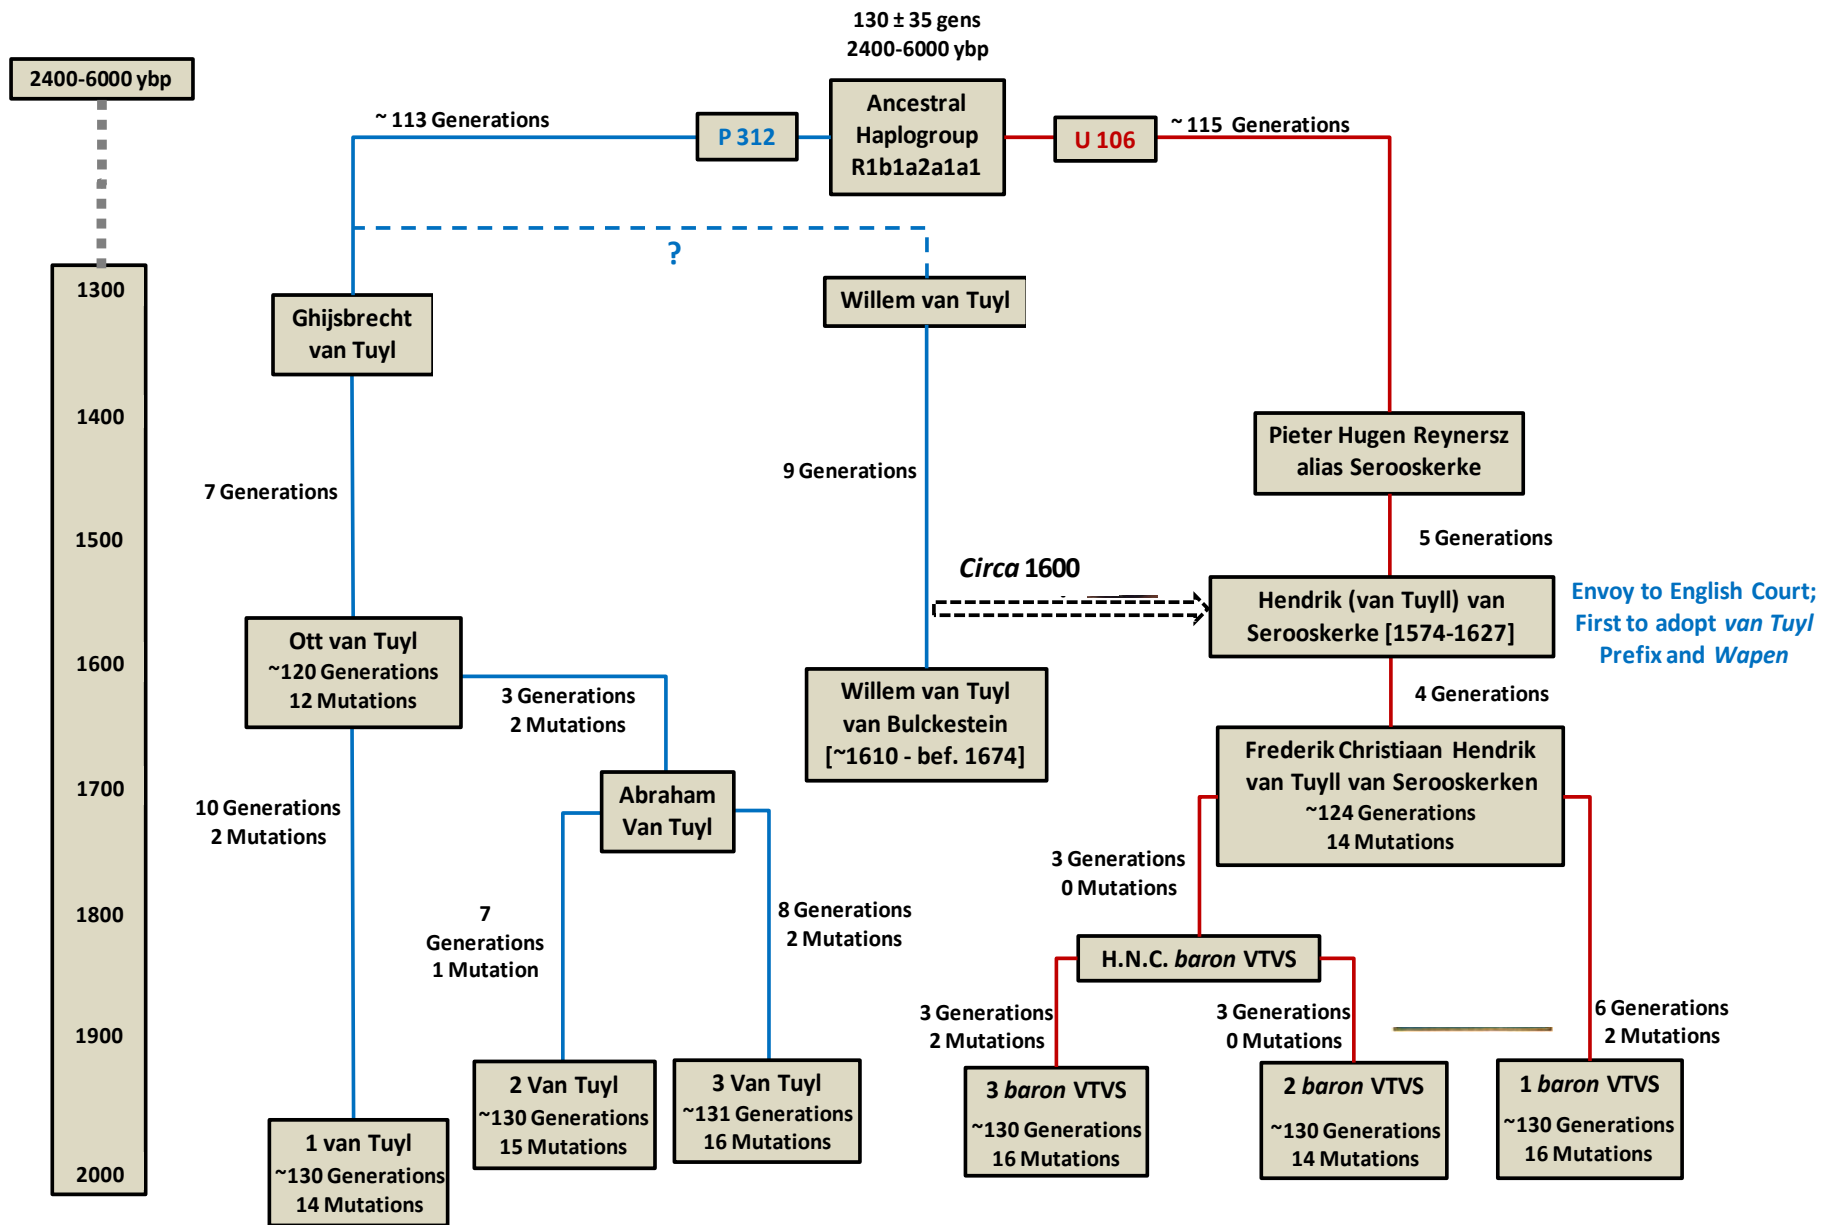 130 ± 35 gens
2400-6000 ybp
2400-6000 ybp
Ancestral
Haplogroup
R1b1a2a1a1
~ 113 Generations
P 312
U 106
~ 115 Generations
?
1300
1400
1500
1600
1700
1800
1900
2000
Ghijsbrecht
van Tuyl
Willem van Tuyl
Pieter Hugen Reynersz
alias Serooskerke
7 Generations
9 Generations
5 Generations
Circa 1600
Hendrik (van Tuyll) van
Serooskerke [1574-1627]
Envoy to English Court;
First to adopt van Tuyl
Prefix and Wapen
Ott van Tuyl
~120 Generations
12 Mutations
3 Generations
2 Mutations
Willem van Tuyl
van Bulckestein
[~1610 - bef. 1674]
4 Generations
Frederik Christiaan Hendrik
van Tuyll van Serooskerken
~124 Generations
14 Mutations
10 Generations
2 Mutations
Abraham
Van Tuyl
3 Generations
0 Mutations
7
Generations
1 Mutation
8 Generations
2 Mutations
H.N.C. baron VTVS
3 Generations
2 Mutations
3 Generations
0 Mutations
6 Generations
2 Mutations
1 van Tuyl
~130 Generations
14 Mutations
2 Van Tuyl
~130 Generations
15 Mutations
3 Van Tuyl
~131 Generations
16 Mutations
3 baron VTVS
~130 Generations
16 Mutations
2 baron VTVS
~130 Generations
14 Mutations
1 baron VTVS
~130 Generations
16 Mutations